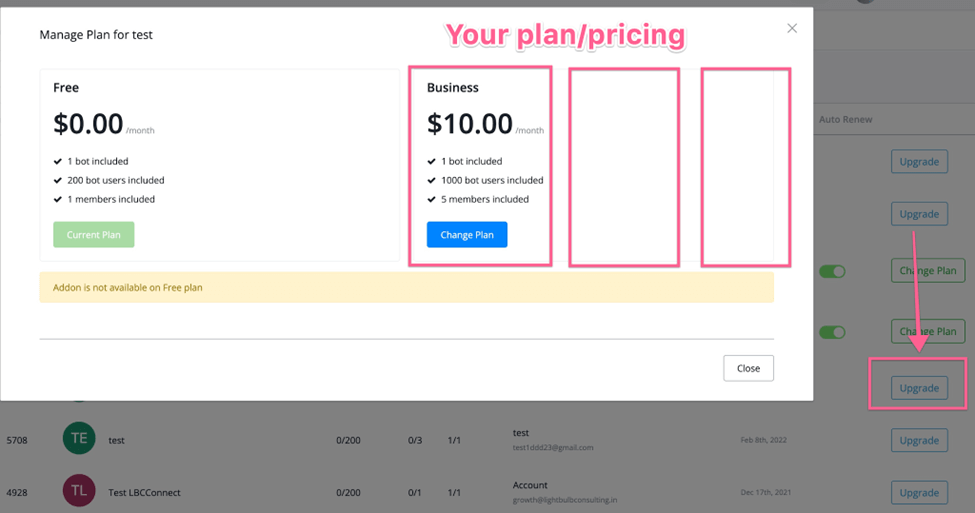 Manage Plan for test
Your plan/pricing
Free
$0.00 /month
1 bot included
200 bot users included
1 members included
Current Plan
Business
$10.00 /month
1 bot included
1000 bot users included
5 members included
Change Plan
Addon is not available on Free plan
Close
Auto Renew
Upgrade
Upgrade
Change Plan
Change Plan
Upgrade
5708 TE test 0/200 0/3 1/1 test Feb 8th, 2022 Upgrade
test1ddd23@gmail.com
4928 TL Test LBCConnect 0/200 0/1 1/1 Account Dec 17th, 2021 Upgrade
growth@lightbulbconsulting.in